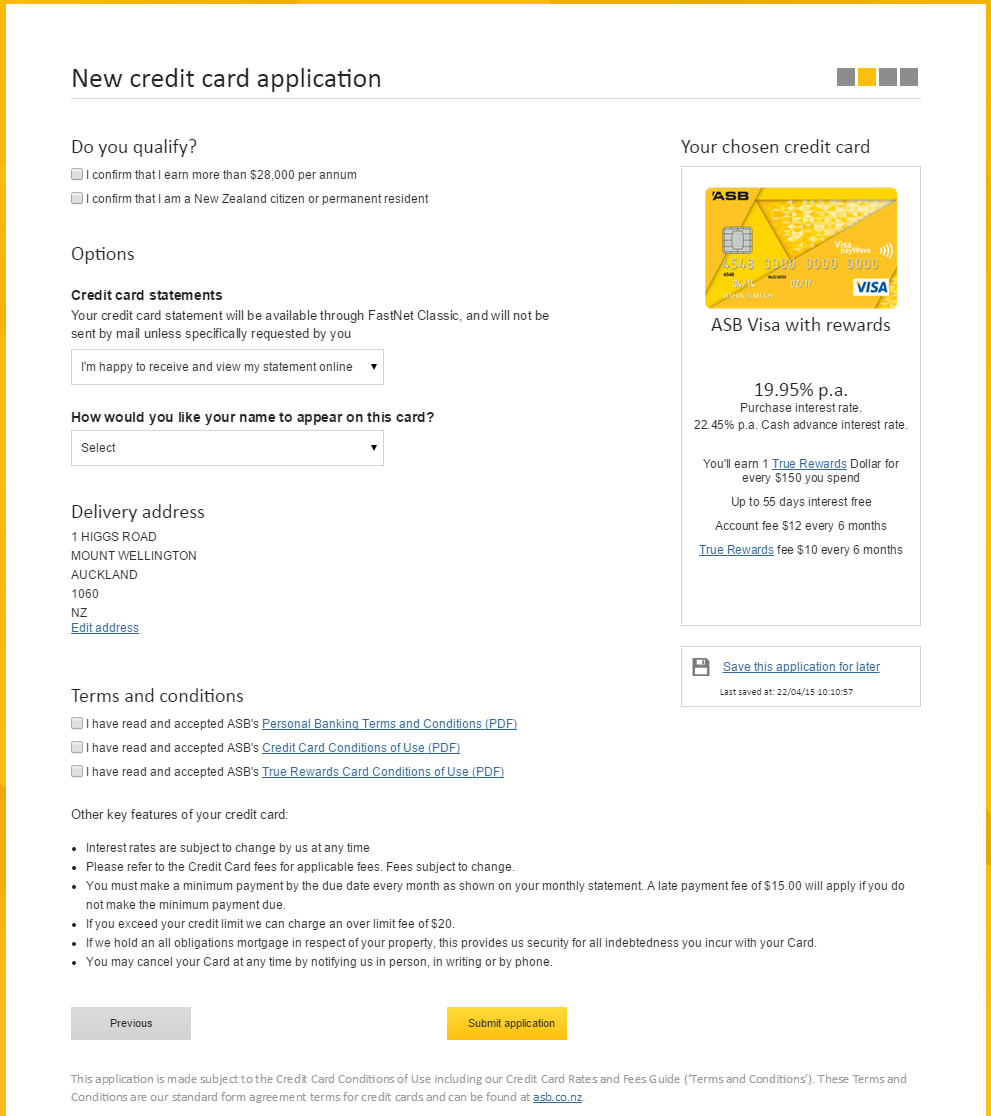 New credit card application
Do you qualify?
I confirm that I earn more than $28,000 per annum
I confirm that I am a New Zealand citizen or permanent resident
Options
Credit card statements
Your credit card statement will be available through FastNet Classic, and will not be
sent by mail unless specifically requested by you
I'm happy to receive and view my statement online
How would you like your name to appear on this card?
Select
Delivery address
1 HIGGS ROAD
MOUNT WELLINGTON
AUCKLAND
1060
NZ
Edit address
Your chosen credit card
ASB
Visa
payWave
4548 0000 0000 0000
4548
VALID DATES
04/14 02/17
JOHN SMITH
VISA
ASB Visa with rewards
19.95% p.a.
Purchase interest rate.
22.45% p.a. Cash advance interest rate.
You'll earn 1 True Rewards Dollar for
every $150 you spend
Up to 55 days interest free
Account fee $12 every 6 months
True Rewards fee $10 every 6 months
Save this application for later
Last saved at: 22/04/15 10:10:57
Terms and conditions
I have read and accepted ASB's Personal Banking Terms and Conditions (PDF)
I have read and accepted ASB's Credit Card Conditions of Use (PDF)
I have read and accepted ASB's True Rewards Card Conditions of Use (PDF)
Other key features of your credit card:
Interest rates are subject to change by us at any time
Please refer to the Credit Card fees for applicable fees. Fees subject to change.
You must make a minimum payment by the due date every month as shown on your monthly statement. A late payment fee of $15.00 will apply if you do
not make the minimum payment due.
If you exceed your credit limit we can charge an over limit fee of $20.
If we hold an all obligations mortgage in respect of your property, this provides us security for all indebtedness you incur with your Card.
You may cancel your Card at any time by notifying us in person, in writing or by phone.
Previous
Submit application
This application is made subject to the Credit Card Conditions of Use including our Credit Card Rates and Fees Guide ('Terms and Conditions'). These Terms and
Conditions are our standard form agreement terms for credit cards and can be found at asb.co.nz.